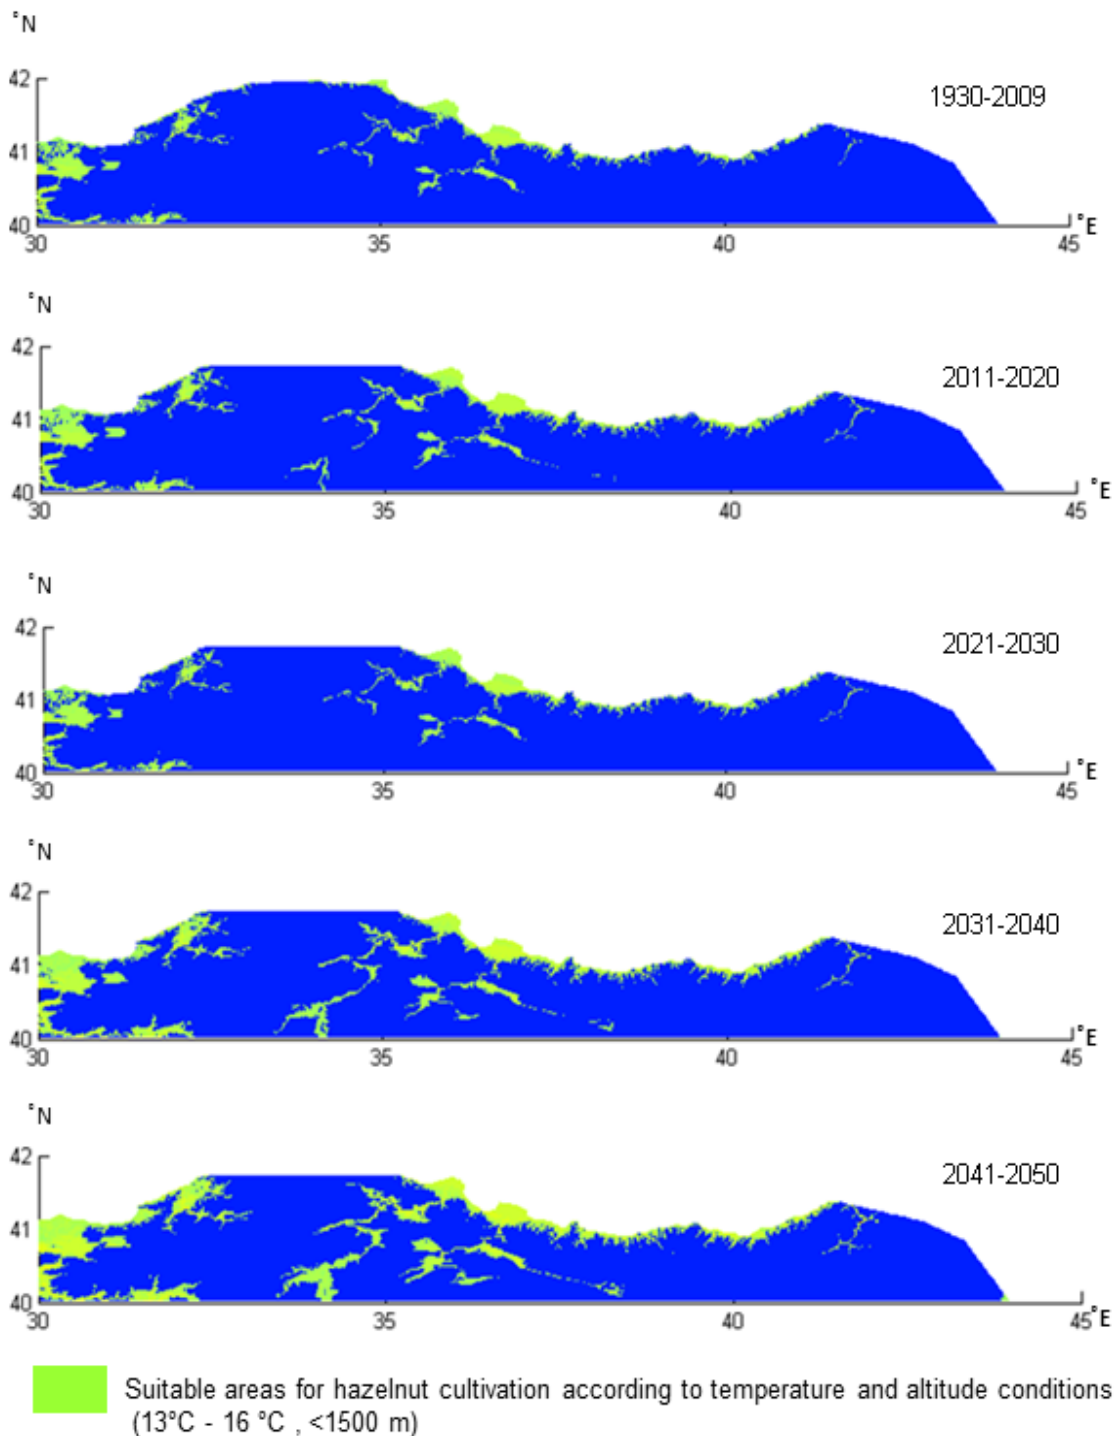 °N
42
1930-2009
41
40
30 35 40 45 °E
°N
42
2011-2020
41
40
30 35 40 45 °E
°N
42
2021-2030
41
40
30 35 40 45 °E
°N
42
2031-2040
41
40
30 35 40 45 °E
°N
42
2041-2050
41
40
30 35 40 45 °E
Suitable areas for hazelnut cultivation according to temperature and altitude conditions
(13°C - 16 °C , <1500 m)